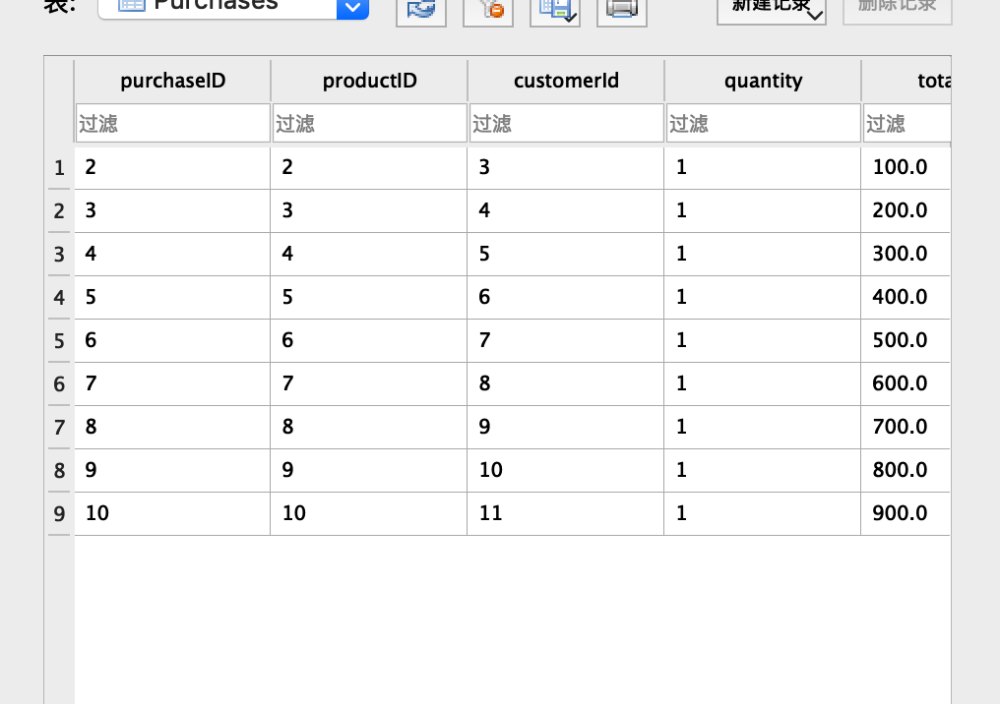 表: Purchases 新建记录 删除记录
purchaseID productID customerId quantity tota
过滤 过滤 过滤 过滤 过滤
1 2 2 3 1 100.0
2 3 3 4 1 200.0
3 4 4 5 1 300.0
4 5 5 6 1 400.0
5 6 6 7 1 500.0
6 7 7 8 1 600.0
7 8 8 9 1 700.0
8 9 9 10 1 800.0
9 10 10 11 1 900.0